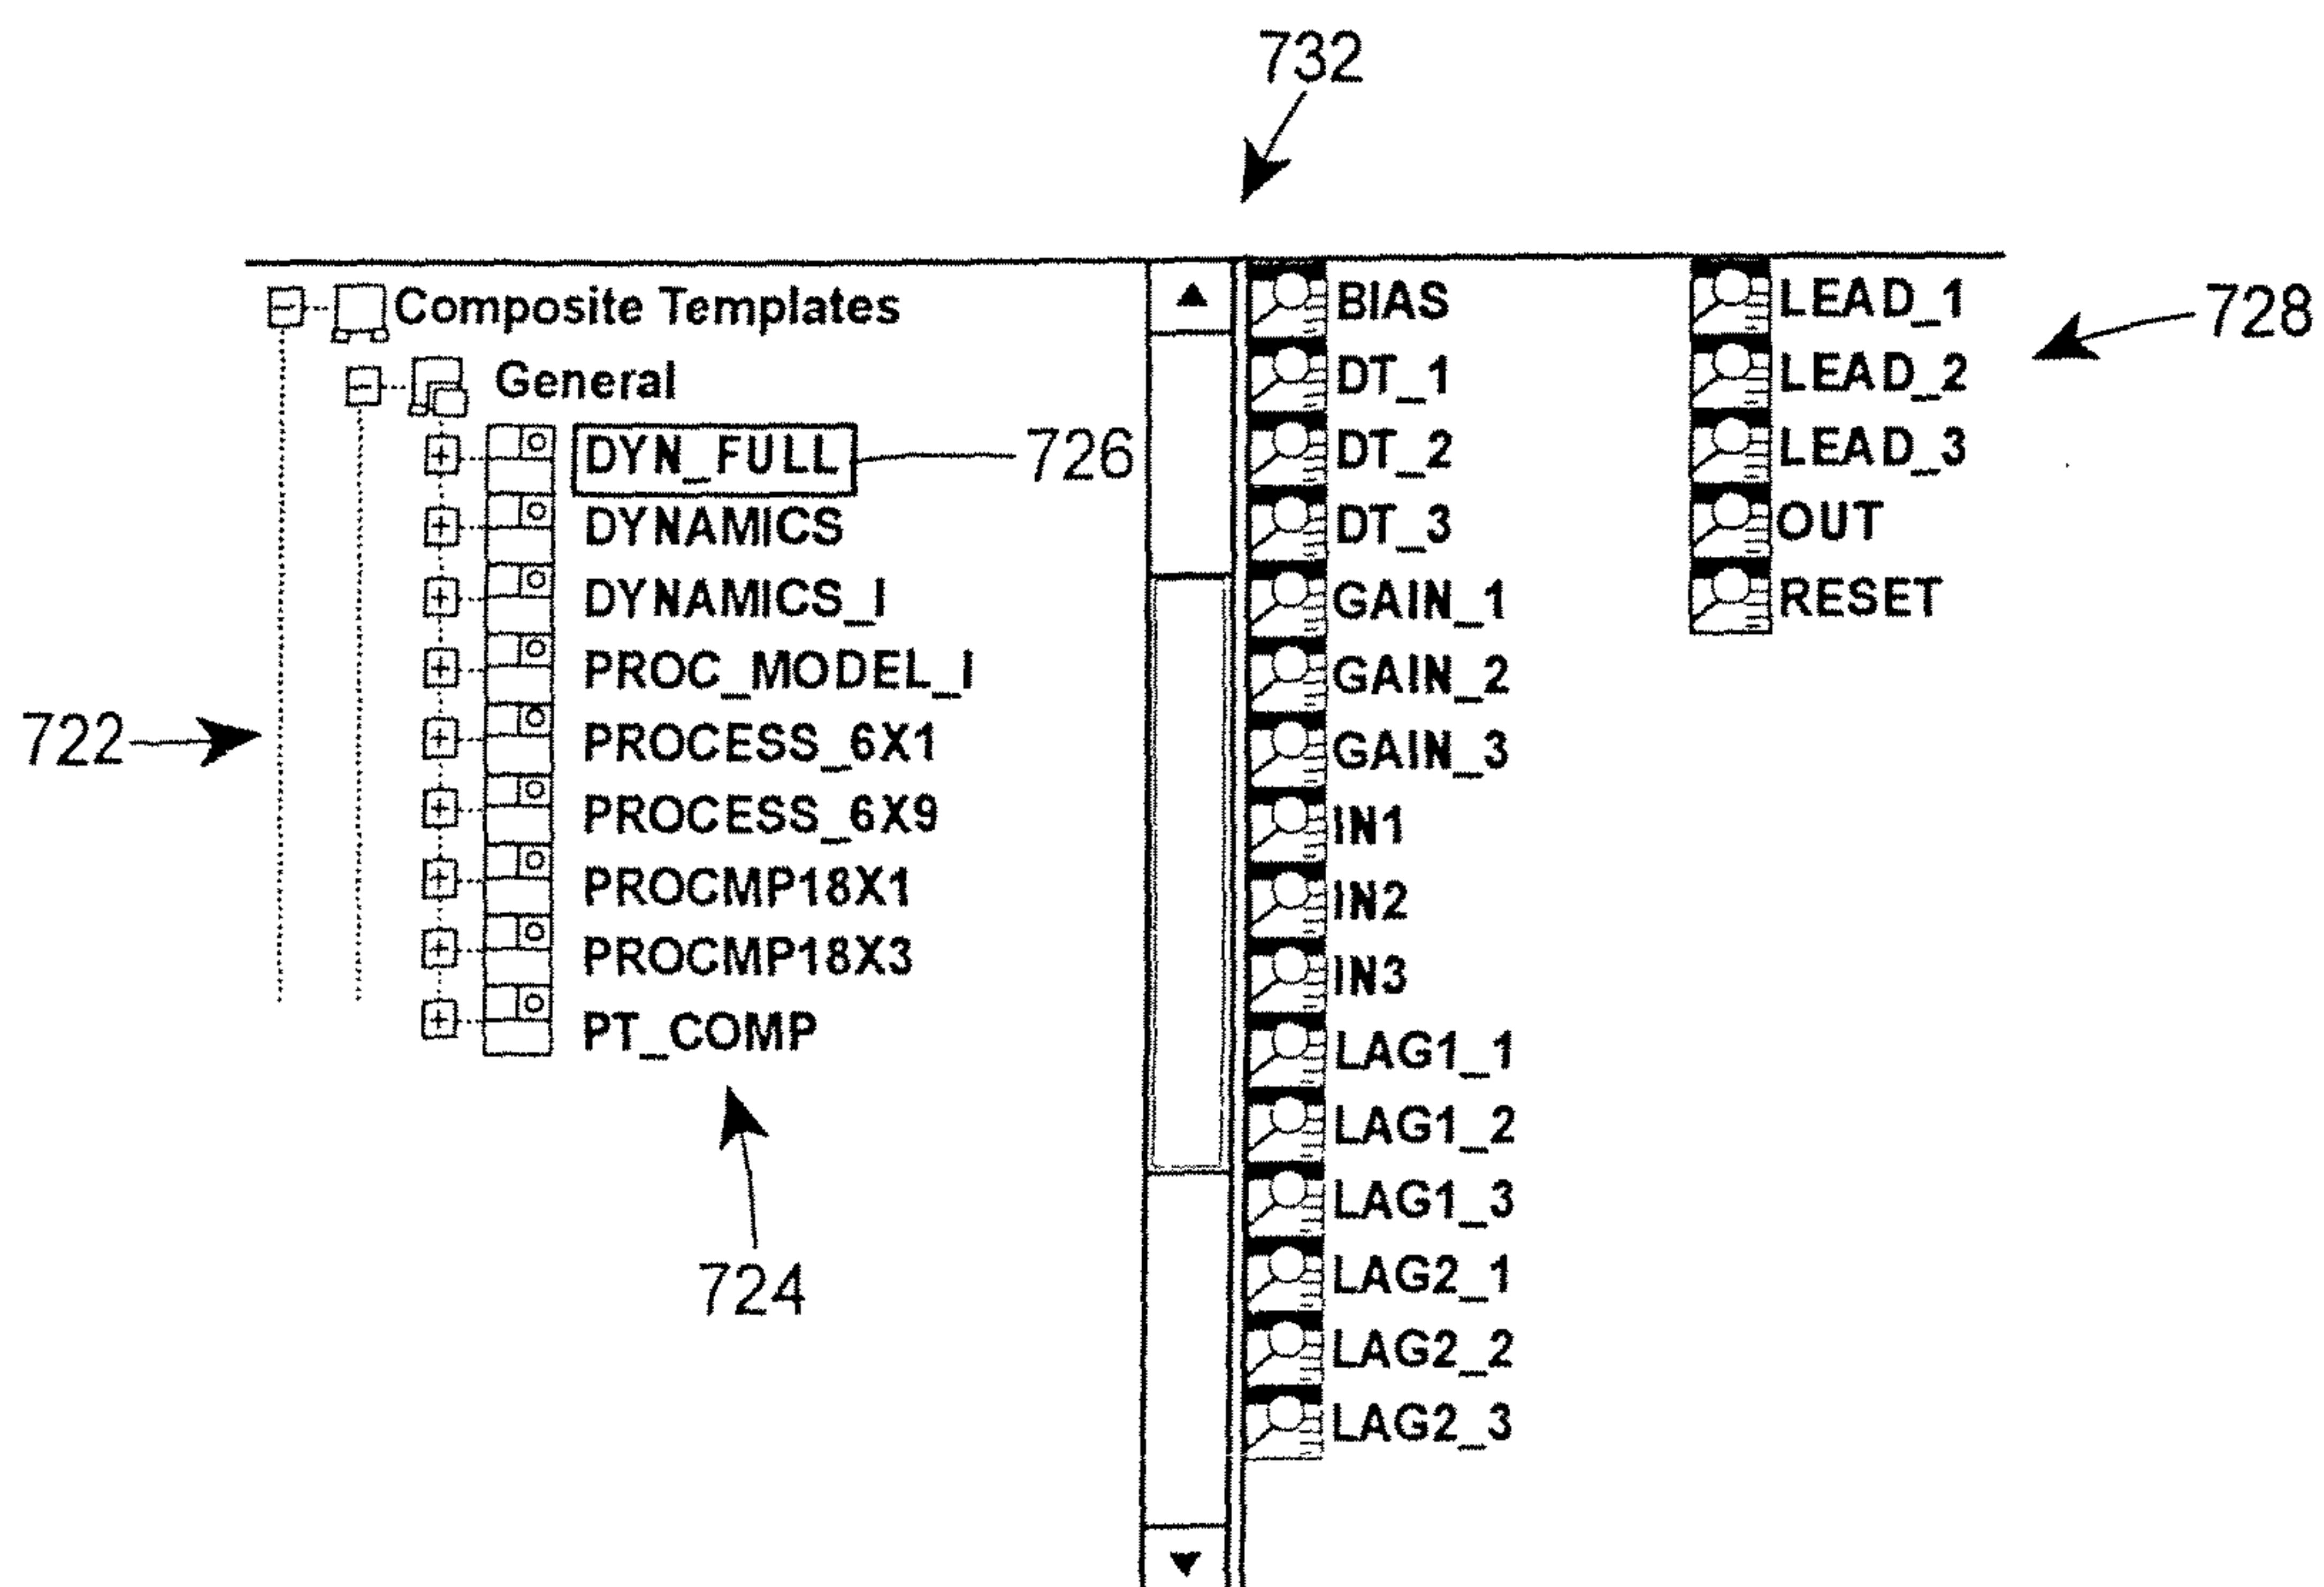 732
Composite Templates
General
DYN_FULL
726
DYNAMICS
DYNAMICS_I
PROC_MODEL_I
722
PROCESS_6X1
PROCESS_6X9
PROCMP18X1
PROCMP18X3
PT_COMP
724
BIAS
DT_1
DT_2
DT_3
GAIN_1
GAIN_2
GAIN_3
IN1
IN2
IN3
LAG1_1
LAG1_2
LAG1_3
LAG2_1
LAG2_2
LAG2_3
LEAD_1
728
LEAD_2
LEAD_3
OUT
RESET